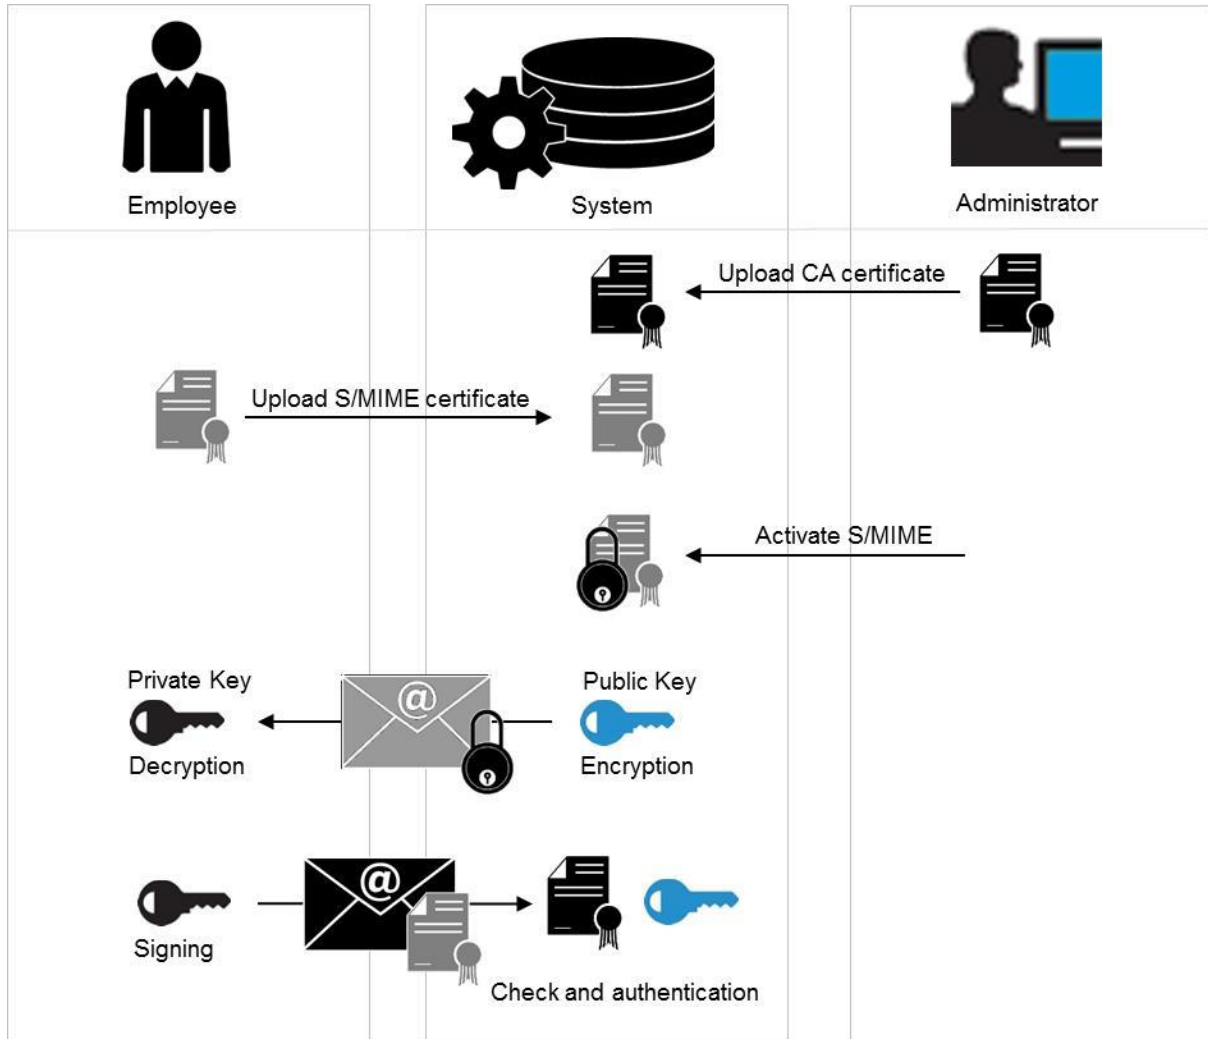 Employee
System
Administrator
Upload CA certificate
Upload S/MIME certificate
Activate S/MIME
Private Key
@
Public Key
Decryption
Encryption
@
Signing
Check and authentication